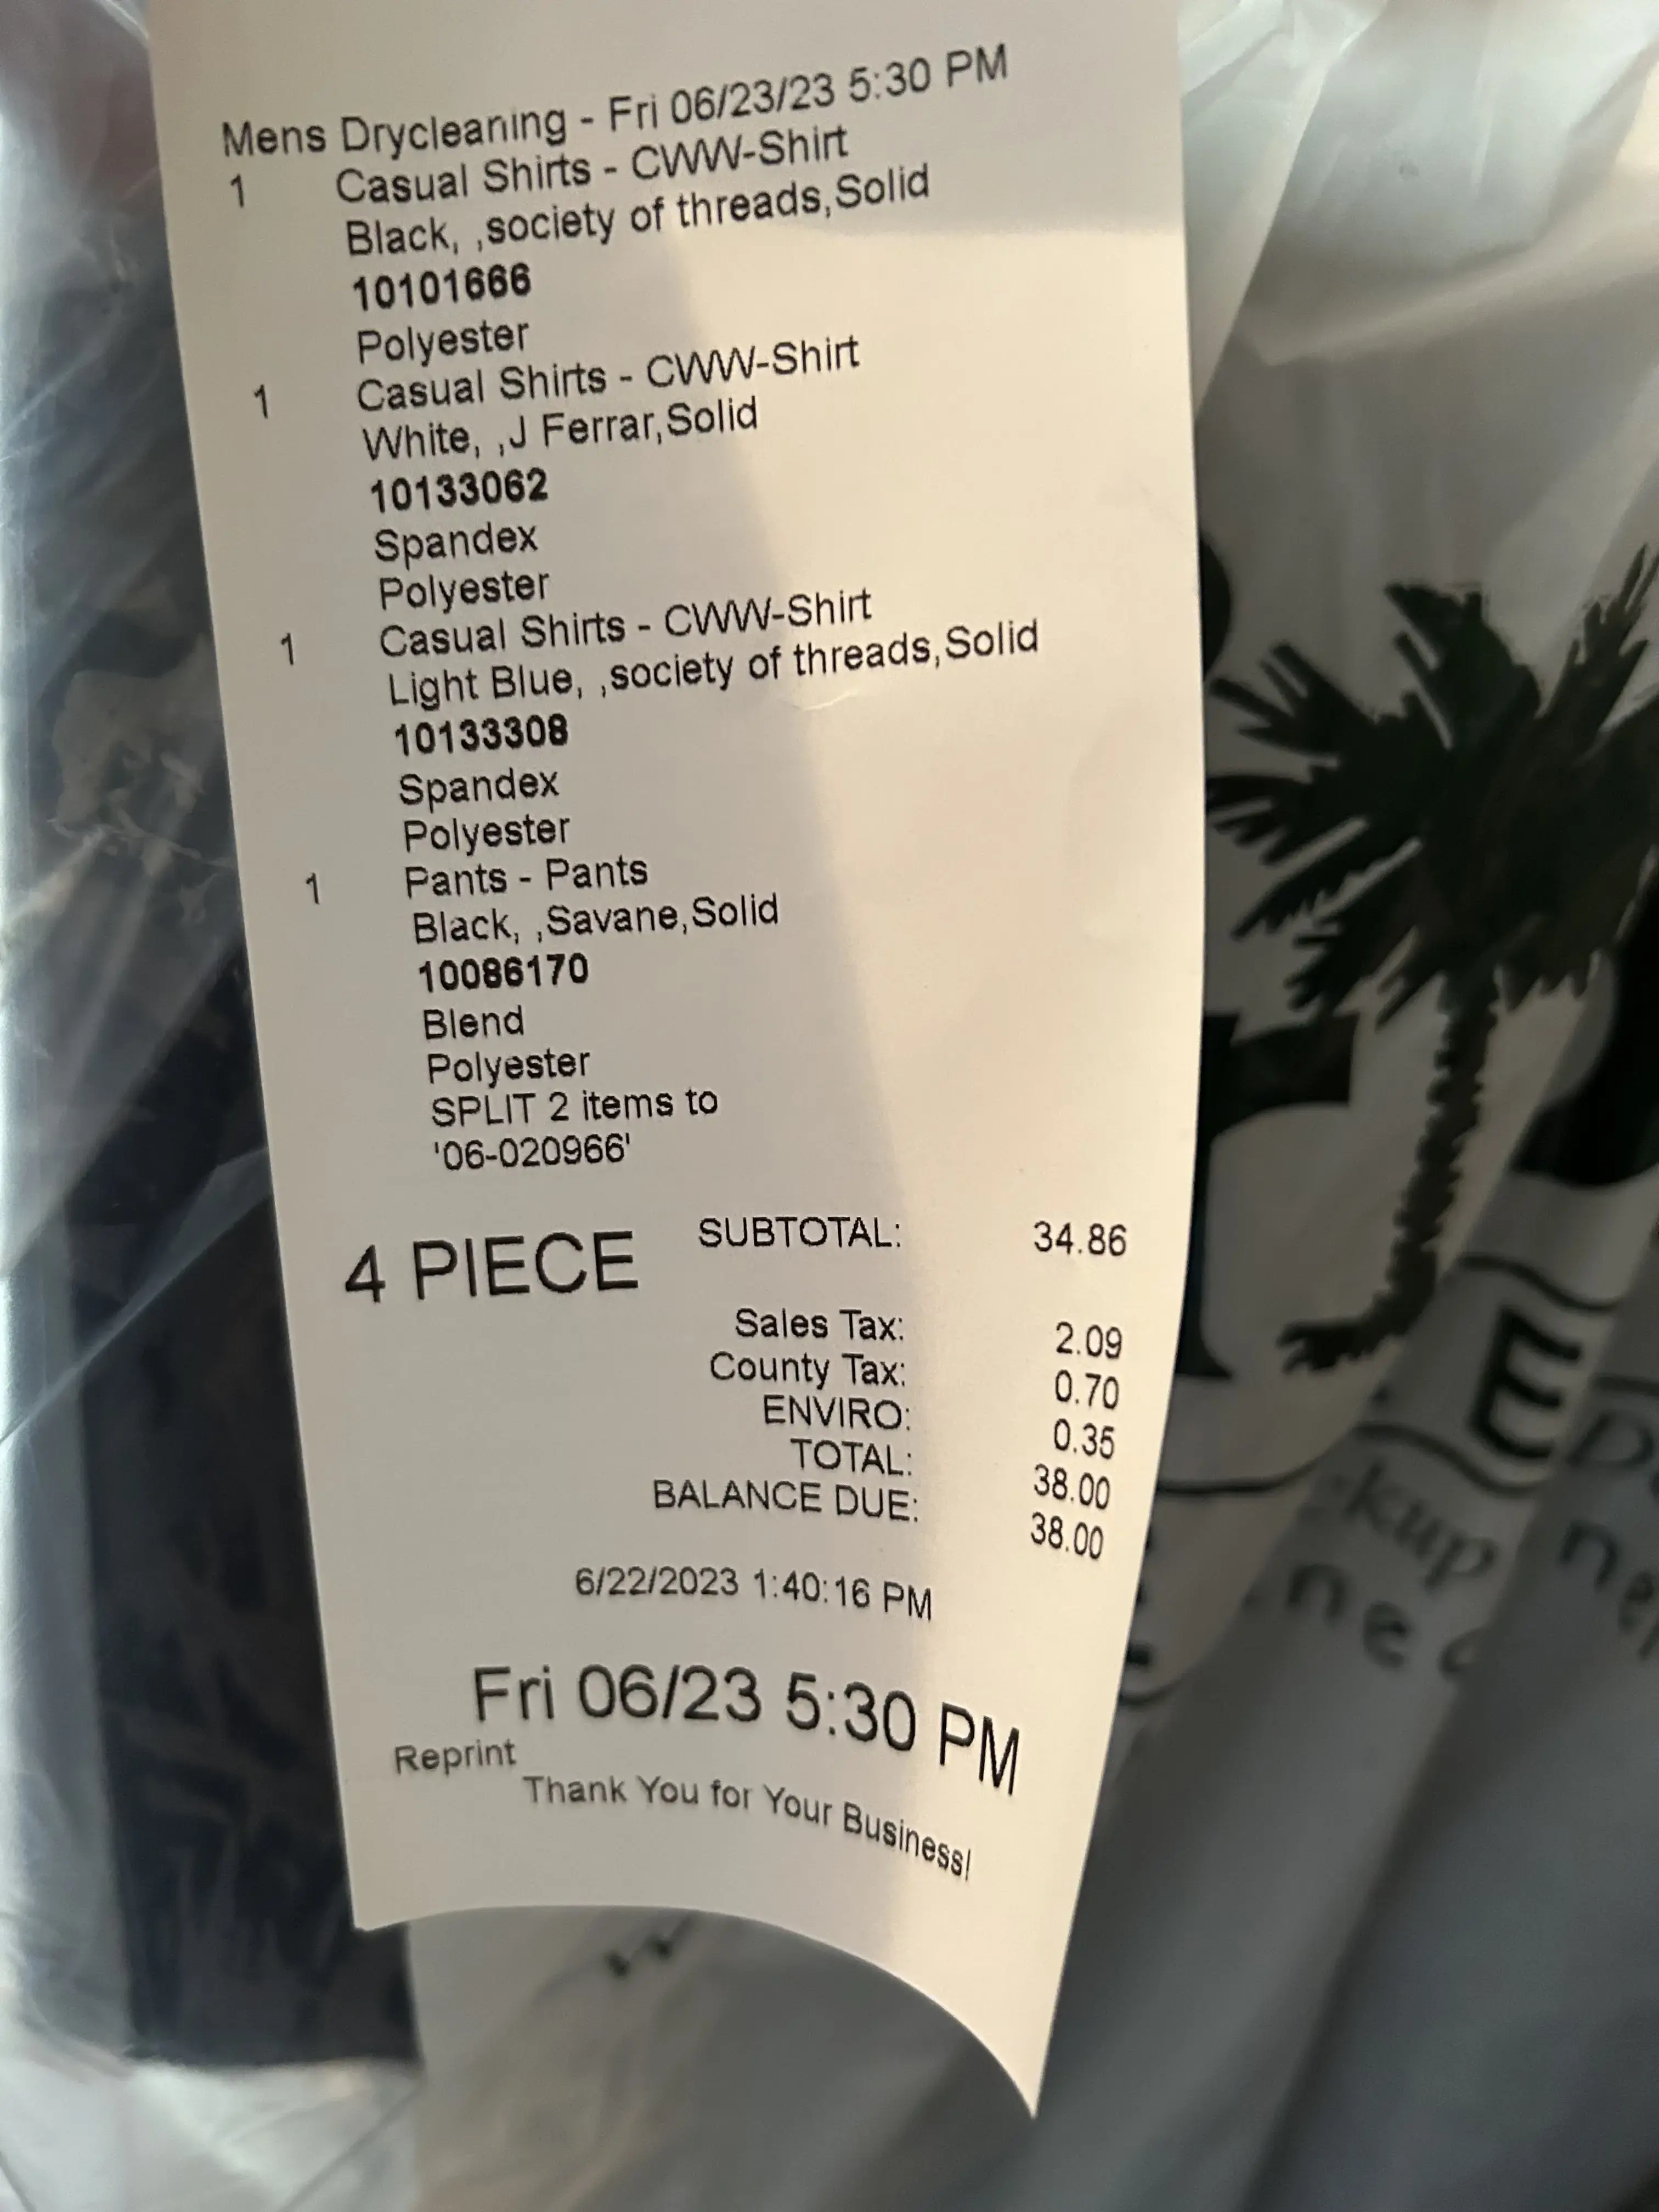 Mens Drycleaning - Fri 06/23/23 5:30 PM
1 Casual Shirts - CWW-Shirt
Black, ,society of threads,Solid
10101666
Polyester
1 Casual Shirts - CWW-Shirt
White, ,J Ferrar,Solid
10133062
Spandex
Polyester
1 Casual Shirts - CWW-Shirt
Light Blue, ,society of threads,Solid
10133308
Spandex
Polyester
1 Pants - Pants
Black, ,Savane,Solid
10086170
Blend
Polyester
SPLIT 2 items to
'06-020966'
4 PIECE SUBTOTAL: 34.86
Sales Tax: 2.09
County Tax: 0.70
ENVIRO: 0.35
TOTAL: 38.00
BALANCE DUE: 38.00
6/22/2023 1:40:16 PM
Fri 06/23 5:30 PM
Reprint
Thank You for Your Business!